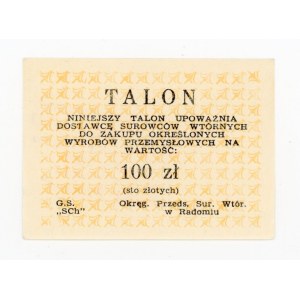 TALON
NINIEJSZY TALON UPOWAŻNIA
DOSTAWCĘ SUROWCÓW WTÓRNYCH
DO ZAKUPU OKREŚLONYCH
WYROBÓW PRZEMYSŁOWYCH NA
WARTOŚĆ:
100 zł
(sto złotych)
G.S. Okręg. Przeds. Sur. Wtór.
„SCh" w Radomiu